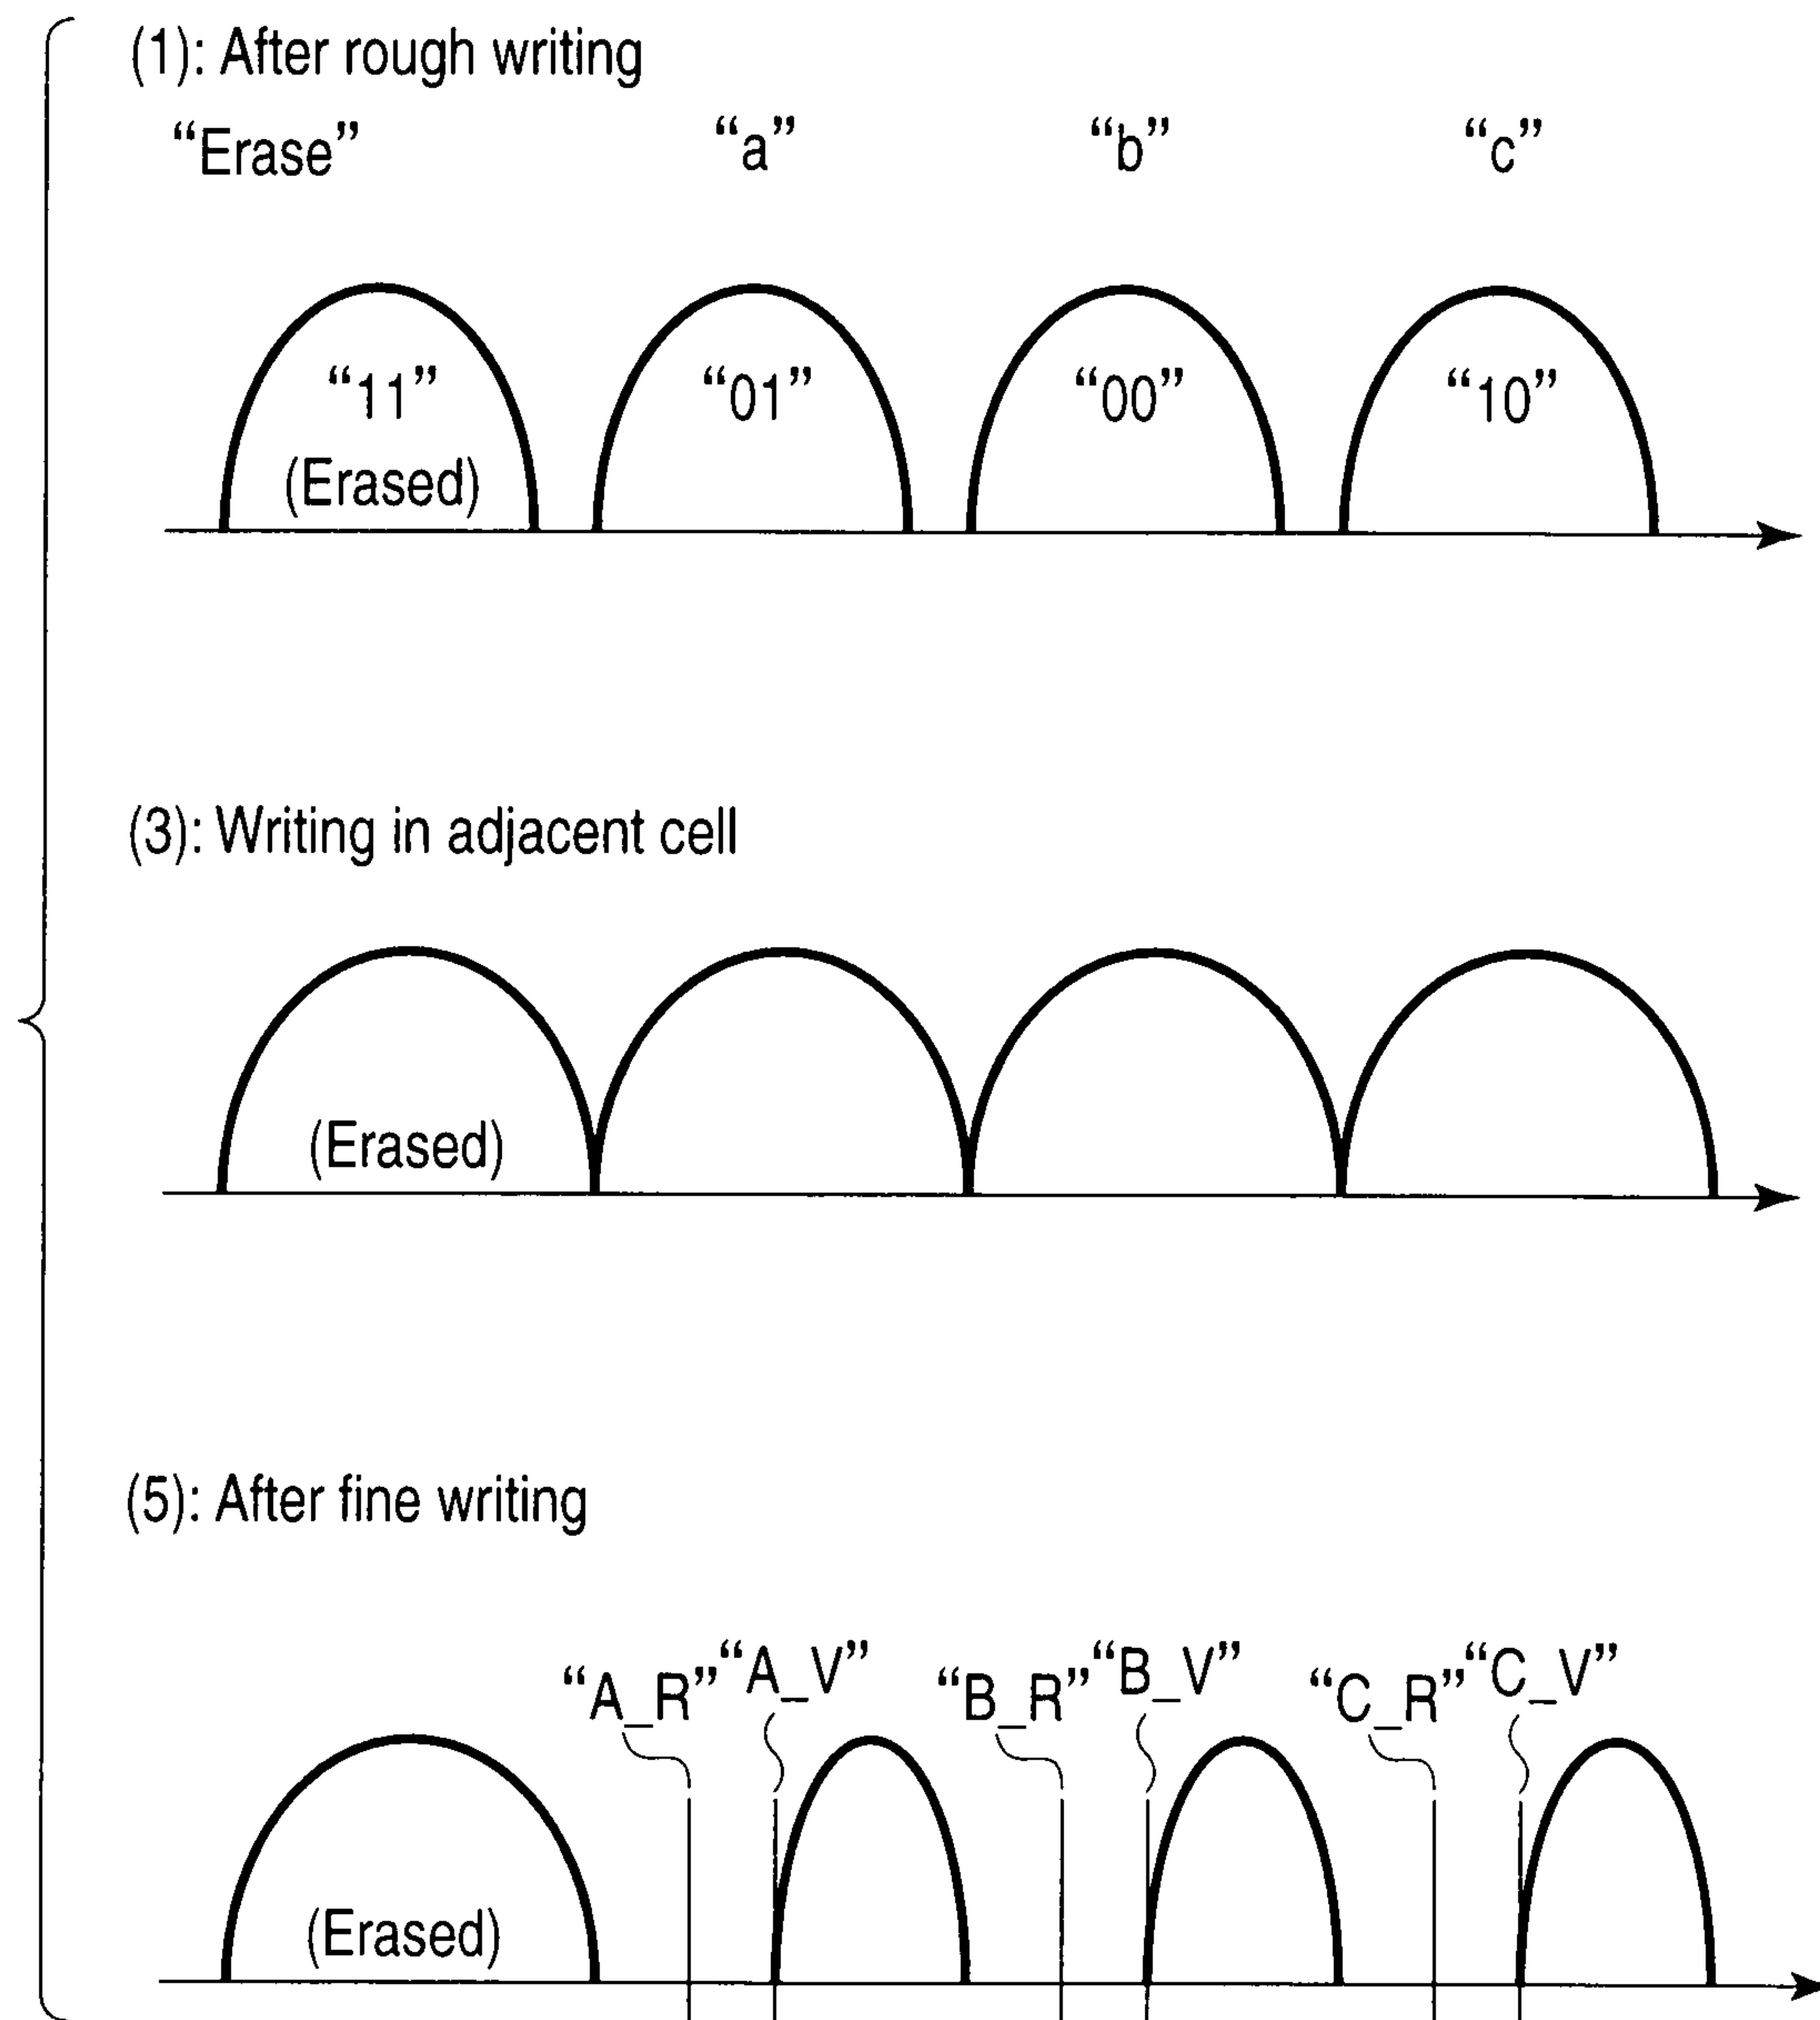 (1): After rough writing
“Erase” “a” “b” “c”
“11” “01” “00” “10”
(Erased)
(3): Writing in adjacent cell
(Erased)
(5): After fine writing
“A_R” “A_V” “B_R” “B_V” “C_R” “C_V”
(Erased)